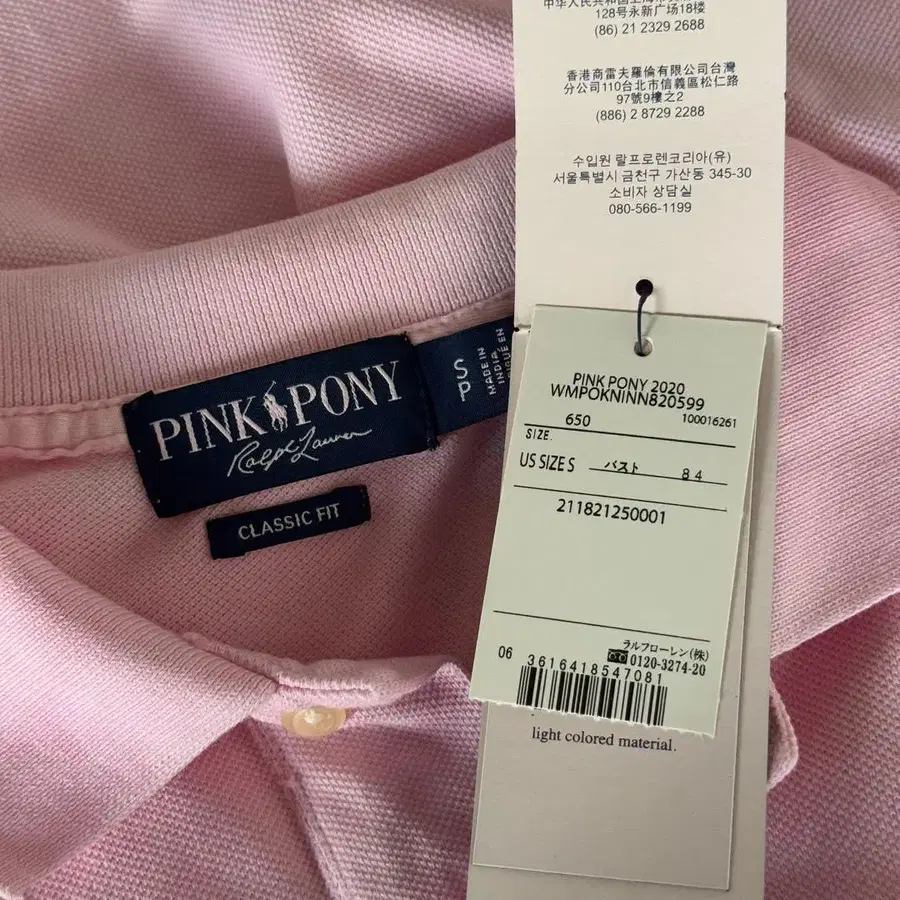 128号永新广场18楼
(86) 21 2329 2688
香港商雷夫羅倫有限公司台灣
分公司110台北市信義區松仁路
97號9樓之2
(886) 2 8729 2288
수입원 랄프로렌코리아(유)
서울특별시 금천구 가산동 345-30
소비자 상담실
080-566-1199
PINK PONY
Ralph Lauren
CLASSIC FIT
S
P
MADE IN
INDIA
EN
PINK PONY 2020
WMPOKNINN820599
650 100016261
SIZE.
US SIZE S バスト 84
211821250001
ラルフローレン(株)
0120-3274-20
06 3616418547081
light colored material.